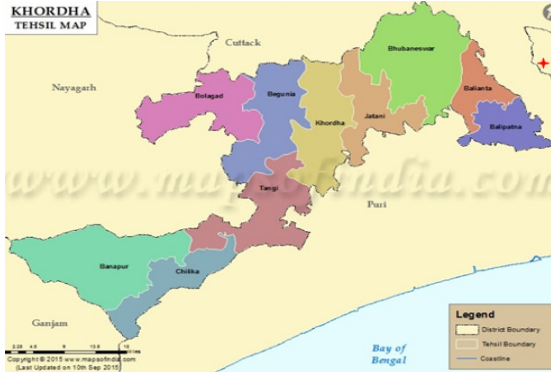 KHORDHA
TEHSIL MAP
Cuttack
Bhubaneswar
Nayagarh
Bolagad
Begunia
Balianta
Khordha
Jatani
Balipatna
www.mapsofindia.com
Tangi
Puri
Banapur
Chilika
Ganjam
Legend
District Boundary
Tehsil Boundary
Coastline
Bay of
Bengal
Copyright © 2015 www.mapsofindia.com
(Last Updated on 10th Sep 2015)